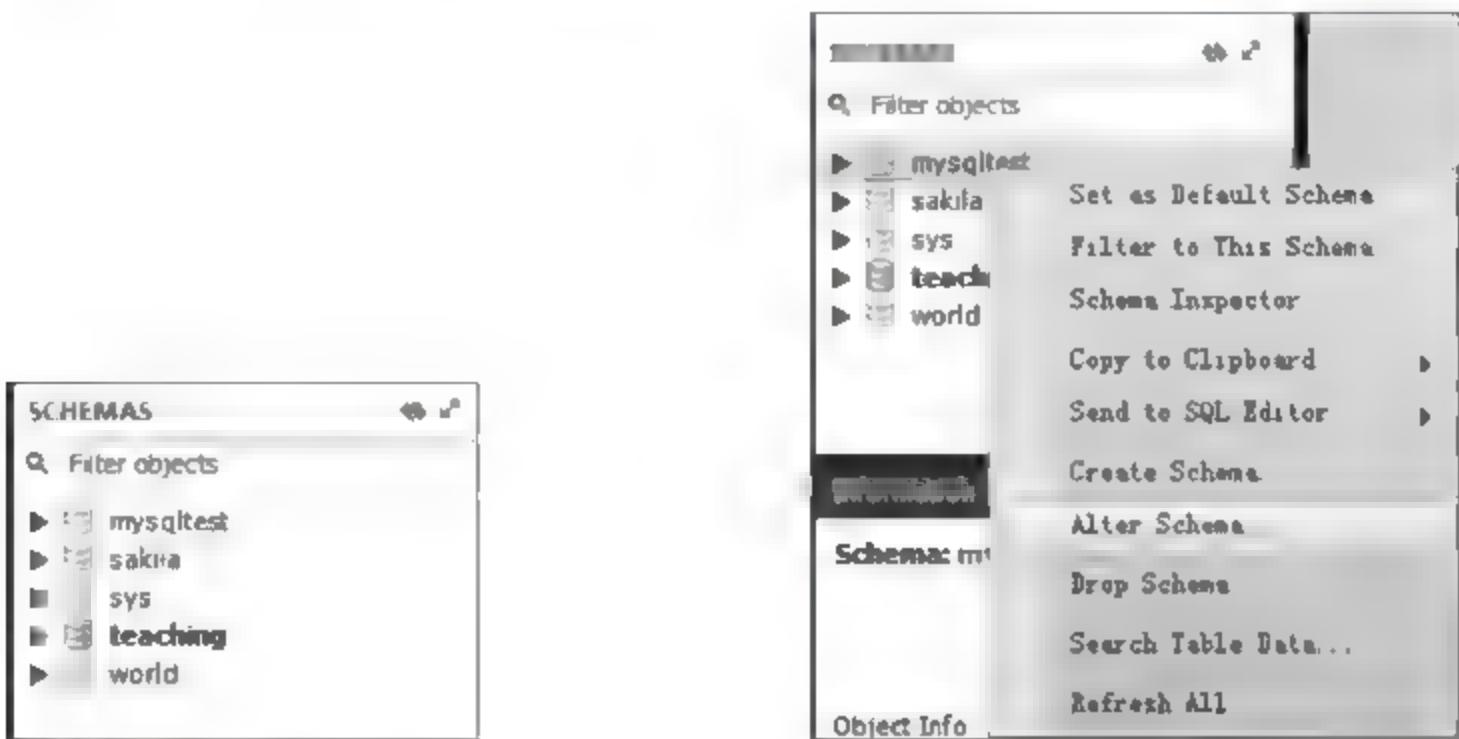 SCHEMAS
Filter objects
mysqltest
sakila
sys
teaching
world
Filter objects
mysqltest
sakila
sys
teach
world
Schema:
Object Info
Set as Default Schema
Filter to This Schema
Schema Inspector
Copy to Clipboard
Send to SQL Editor
Create Schema
Alter Schema
Drop Schema
Search Table Data...
Refresh All